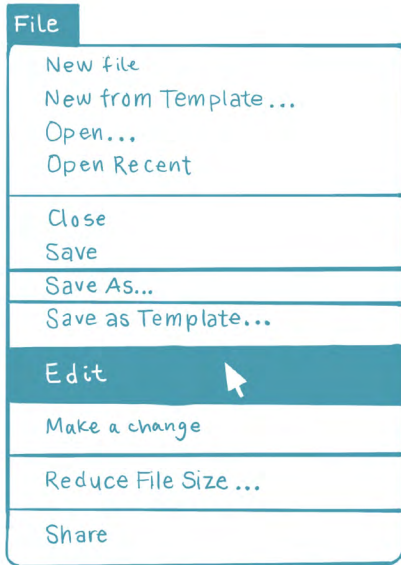 File
New file
New from Template...
Open...
Open Recent
Close
Save
Save As...
Save as Template...
Edit
Make a change
Reduce File Size...
Share